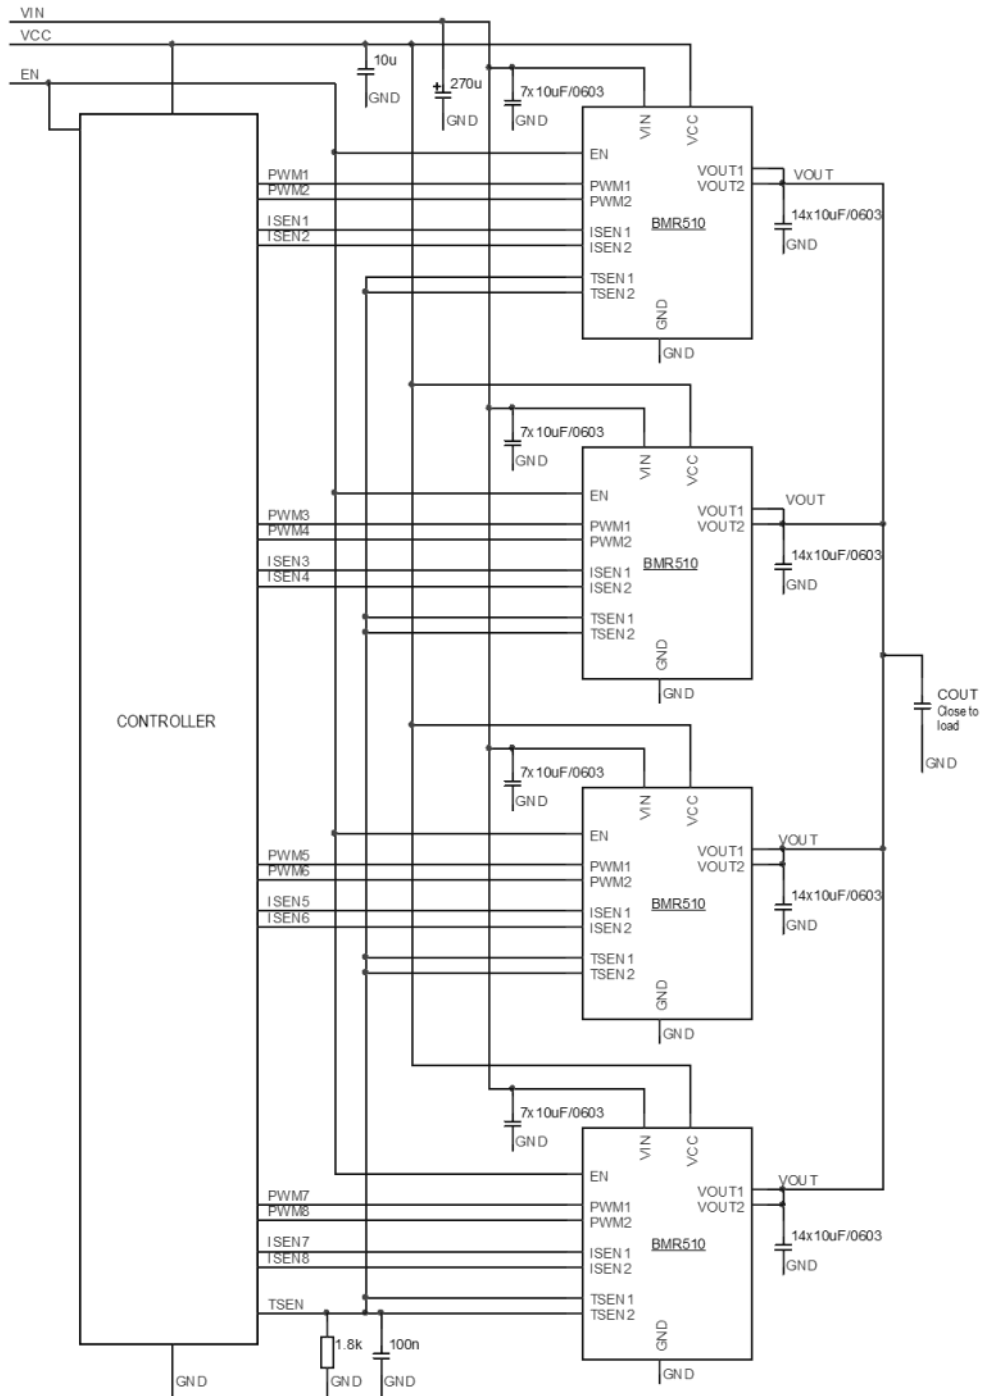 VIN
VCC
EN
10u
GND
270u
GND
7x10uF/0603
GND
VIN
VCC
EN
PWM1
PWM2
ISEN1
ISEN2
PWM1
PWM2
ISEN1
ISEN2
TSEN1
TSEN2
BMR510
VOUT1
VOUT2
VOUT
14x10uF/0603
GND
GND
GND
7x10uF/0603
GND
VIN
VCC
EN
PWM3
PWM4
ISEN3
ISEN4
PWM1
PWM2
ISEN1
ISEN2
TSEN1
TSEN2
BMR510
VOUT1
VOUT2
VOUT
14x10uF/0603
GND
GND
GND
CONTROLLER
COUT
Close to
load
GND
7x10uF/0603
GND
VIN
VCC
EN
PWM5
PWM6
ISEN5
ISEN6
PWM1
PWM2
ISEN1
ISEN2
TSEN1
TSEN2
BMR510
VOUT1
VOUT2
VOUT
14x10uF/0603
GND
GND
GND
7x10uF/0603
GND
VIN
VCC
EN
PWM7
PWM8
ISEN7
ISEN8
TSEN
PWM1
PWM2
ISEN1
ISEN2
TSEN1
TSEN2
BMR510
VOUT1
VOUT2
VOUT
14x10uF/0603
GND
GND
GND
1.8k
GND
100n
GND
GND